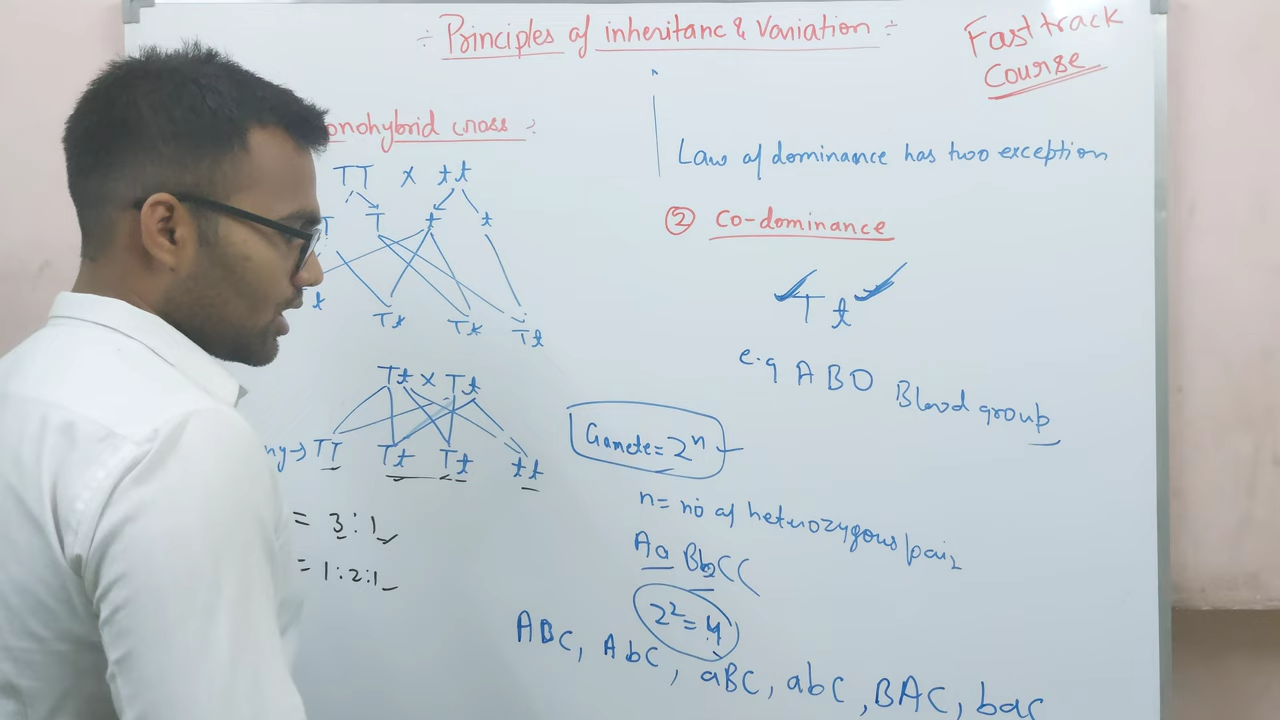 ÷ Principles of inheritanc & Variation ÷
Fast track
Course
onohybrid cross :
TT x tt
T T t t
t Tt Tt Tt
Tt x Tt
ny→ TT Tt Tt tt
= 3:1
= 1:2:1
Law of dominance has two exception
② Co-dominance
T t
e.g ABO Blood group
Gamete = 2ⁿ
n = no of heterozygous pair
Aa Bb CC
2² = 4
ABC, AbC, aBC, abC, BAC, bac